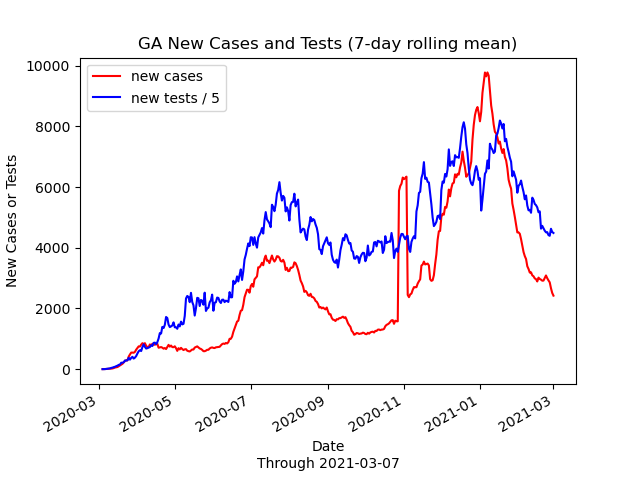 GA New Cases and Tests (7-day rolling mean)
new cases
new tests / 5
New Cases or Tests
10000
8000
6000
4000
2000
0
2020-03
2020-05
2020-07
2020-09
2020-11
2021-01
2021-03
Date
Through 2021-03-07